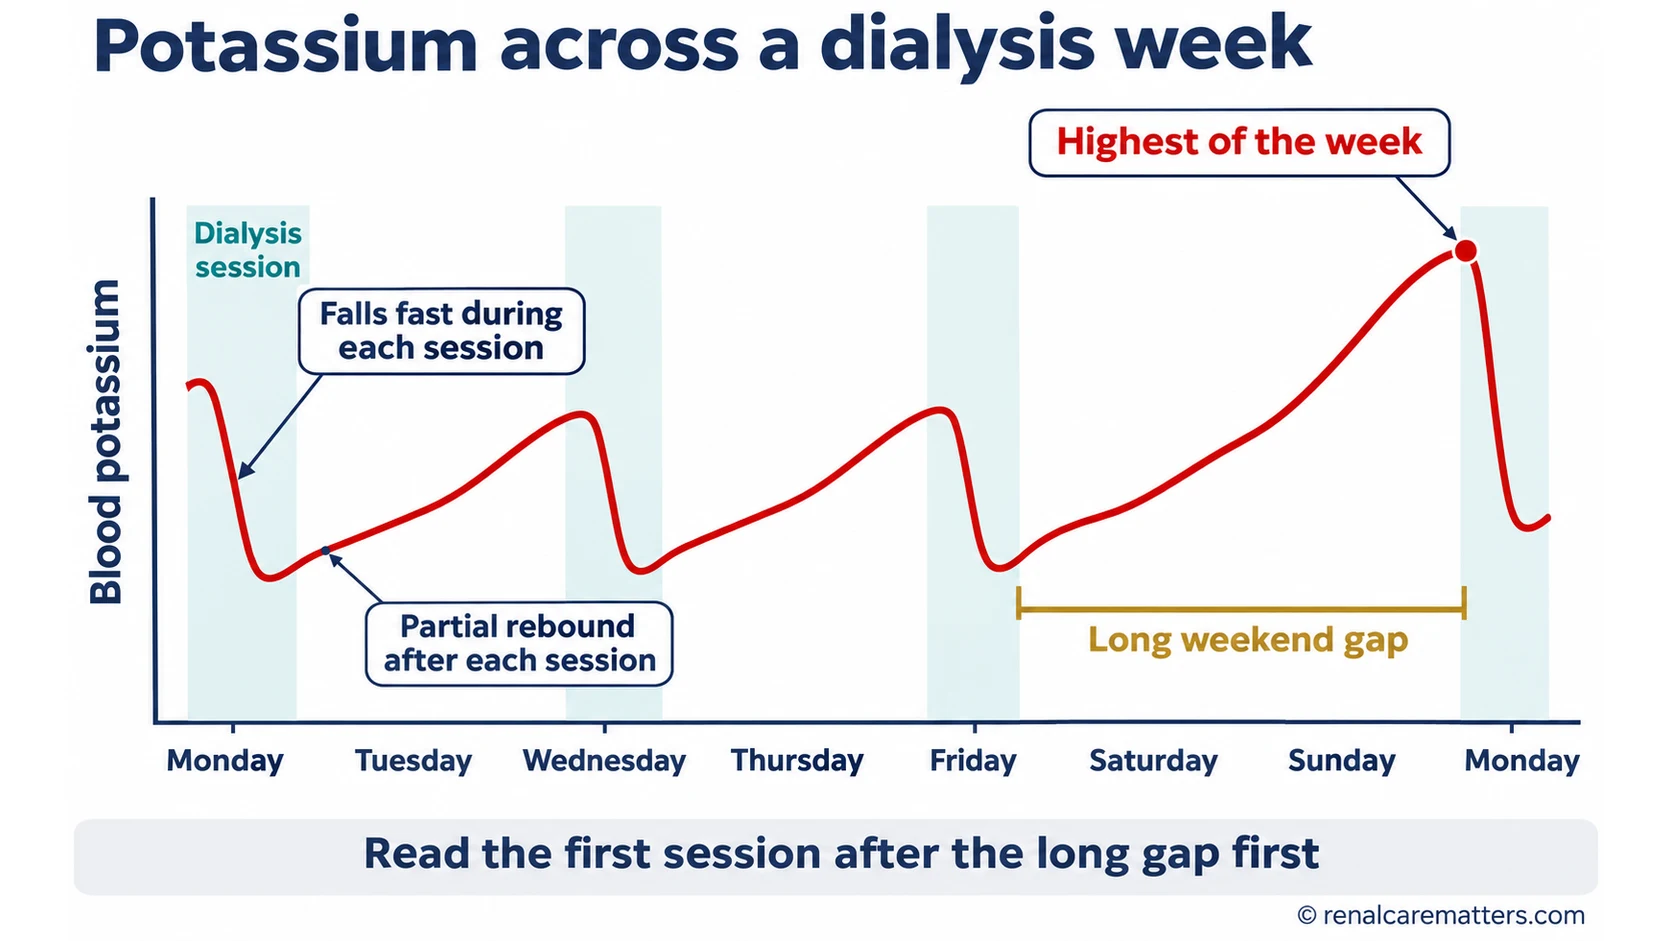 Potassium across a dialysis week
Highest of the week
Dialysis
session
Falls fast during
each session
Blood potassium
Partial rebound
after each session
Long weekend gap
Monday
Tuesday
Wednesday
Thursday
Friday
Saturday
Sunday
Monday
Read the first session after the long gap first
© renalcarematters.com